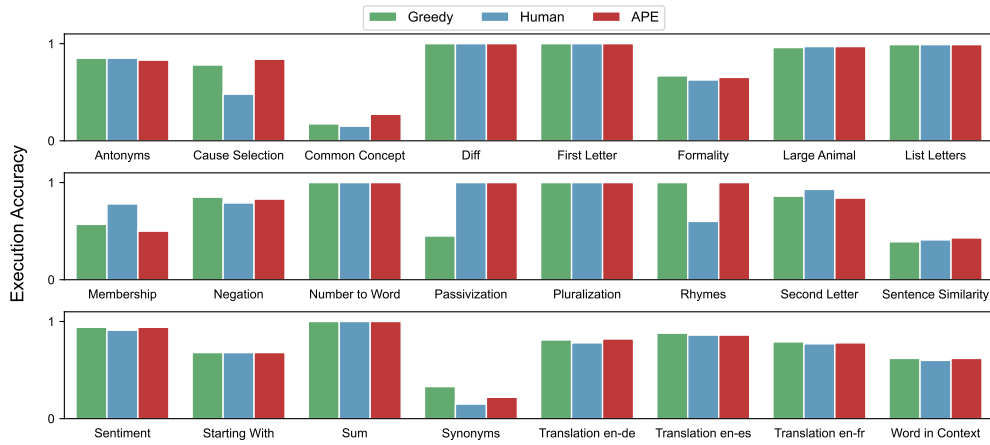 Greedy Human APE
Execution Accuracy
1
0
Antonyms Cause Selection Common Concept Diff First Letter Formality Large Animal List Letters
1
0
Membership Negation Number to Word Passivization Pluralization Rhymes Second Letter Sentence Similarity
1
0
Sentiment Starting With Sum Synonyms Translation en-de Translation en-es Translation en-fr Word in Context